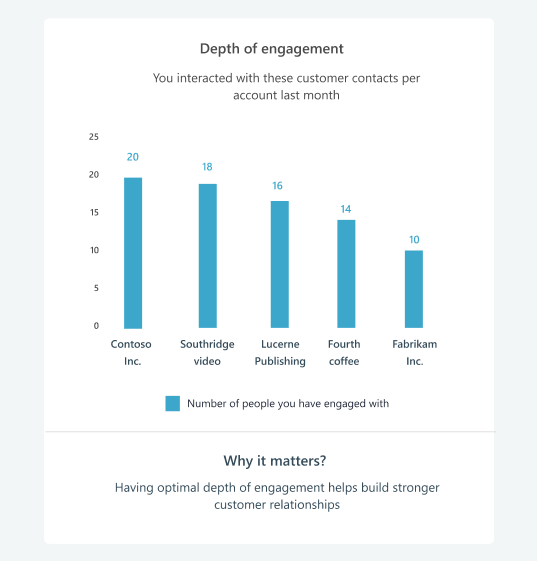 Depth of engagement
You interacted with these customer contacts per
account last month
25
20
15
10
5
0
20
18
16
14
10
Contoso
Inc.
Southridge
video
Lucerne
Publishing
Fourth
coffee
Fabrikam
Inc.
Number of people you have engaged with
Why it matters?
Having optimal depth of engagement helps build stronger
customer relationships